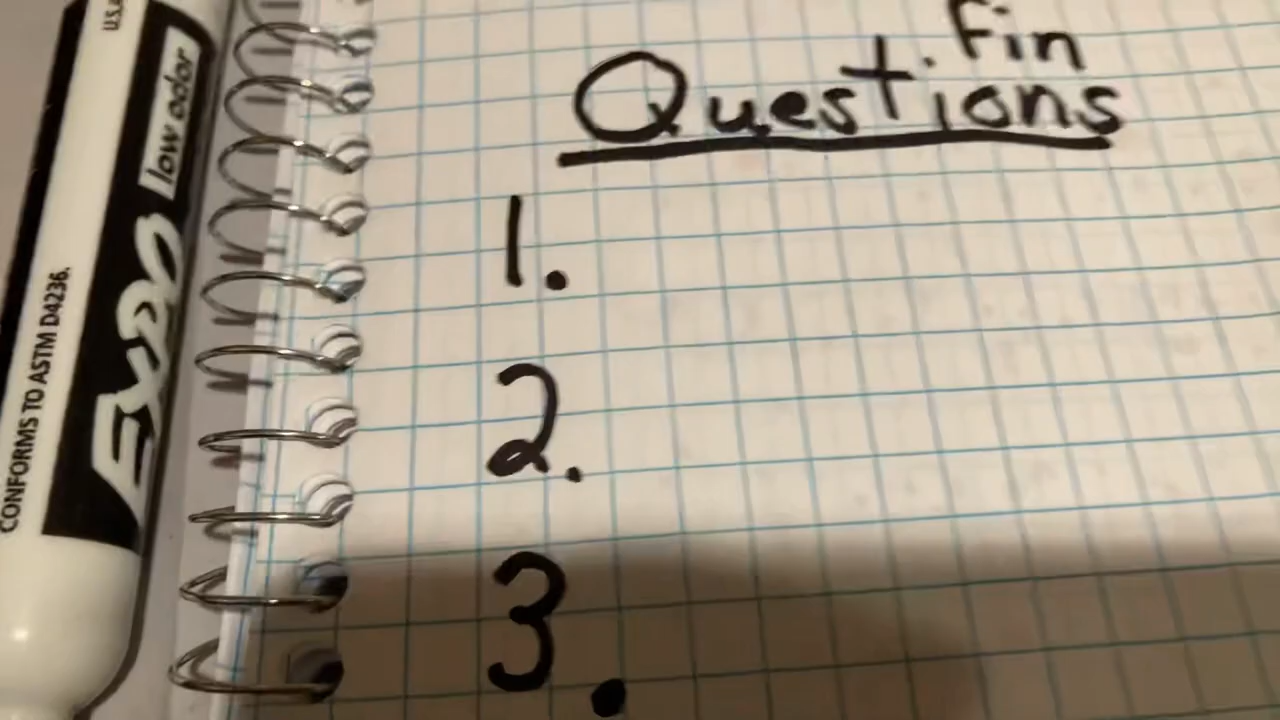 Fin
Questions
1.
2.
3.
EXPO
low odor
CONFORMS TO ASTM D4236.